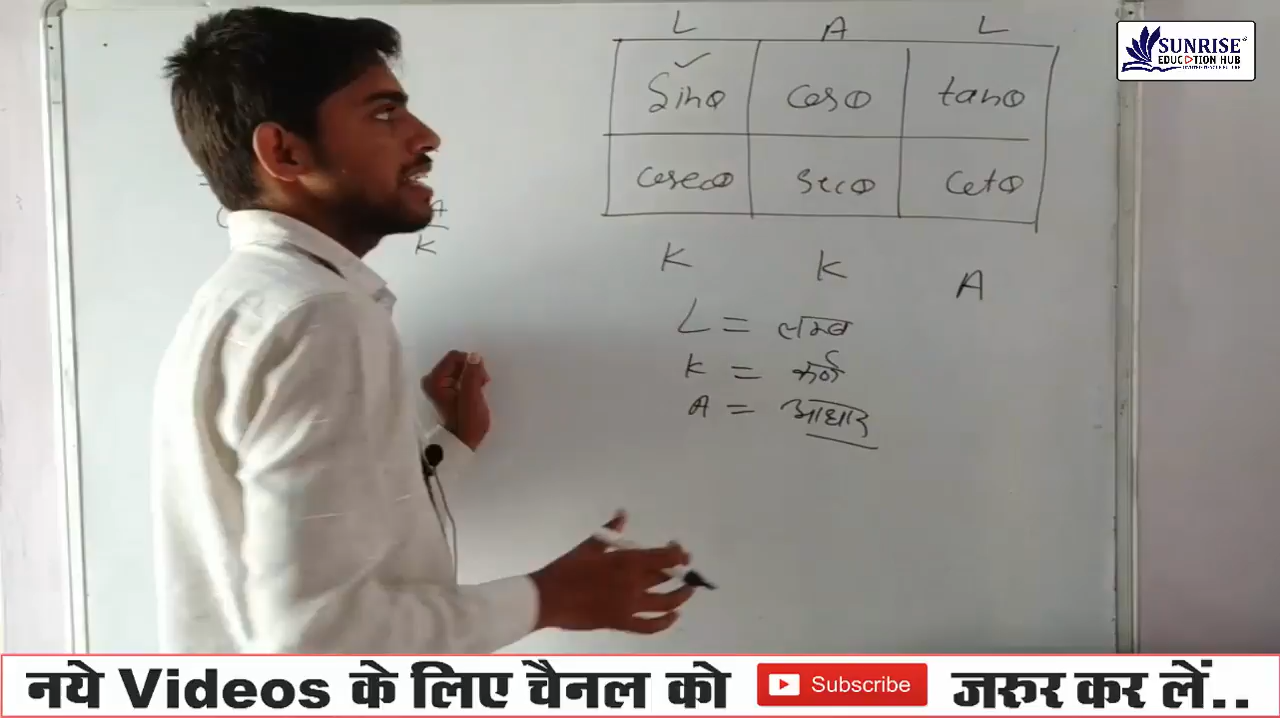 L A L
SUNRISE
EDUCATION HUB
sinθ cosθ tanθ
cosecθ secθ cotθ
A
K
K K A
L = लम्ब
K = कर्ण
A = आधार
नये Videos के लिए चैनल को Subscribe जरुर कर लें..